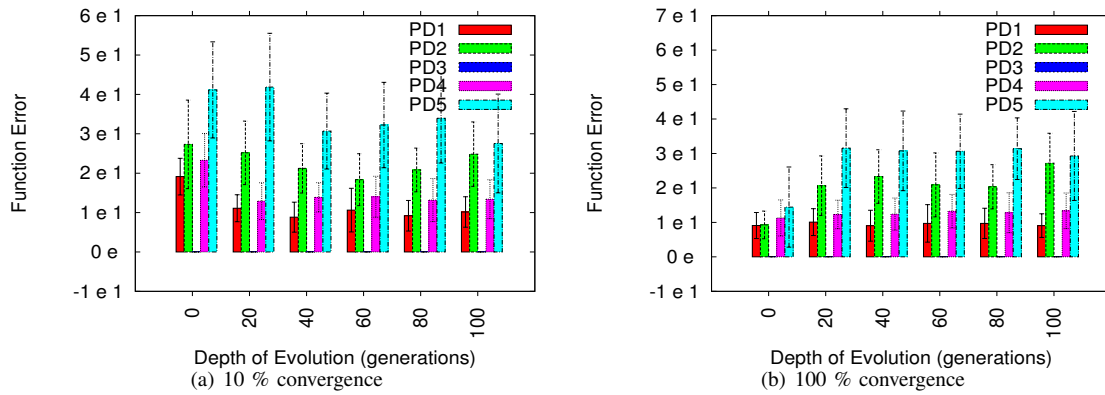 6 e 1
5 e 1
4 e 1
3 e 1
2 e 1
1 e 1
0 e
-1 e 1
Function Error
PD1
PD2
PD3
PD4
PD5
0
20
40
60
80
100
Depth of Evolution (generations)
(a) 10 % convergence
7 e 1
6 e 1
5 e 1
4 e 1
3 e 1
2 e 1
1 e 1
0 e
-1 e 1
Function Error
PD1
PD2
PD3
PD4
PD5
0
20
40
60
80
100
Depth of Evolution (generations)
(b) 100 % convergence